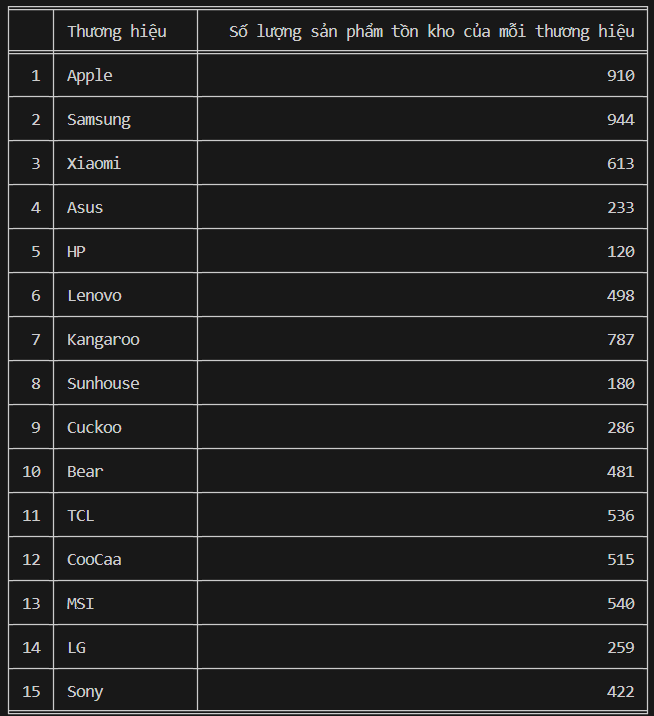 Thương hiệu Số lượng sản phẩm tồn kho của mỗi thương hiệu
1 Apple 910
2 Samsung 944
3 Xiaomi 613
4 Asus 233
5 HP 120
6 Lenovo 498
7 Kangaroo 787
8 Sunhouse 180
9 Cuckoo 286
10 Bear 481
11 TCL 536
12 CooCaa 515
13 MSI 540
14 LG 259
15 Sony 422